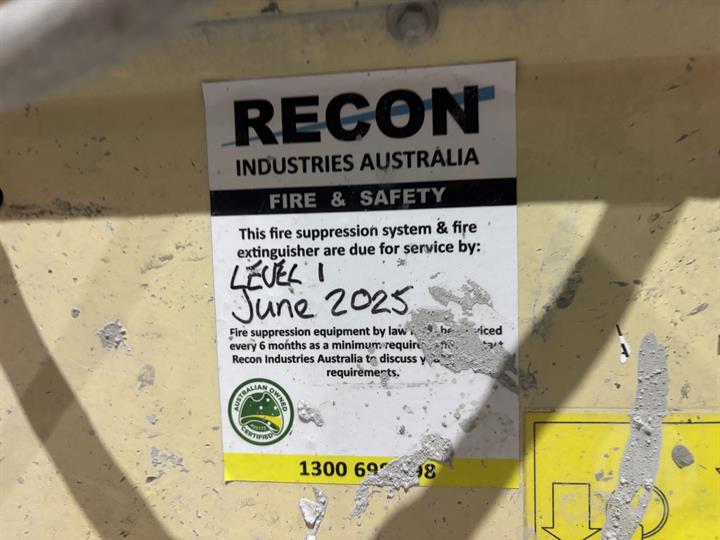 RECON
INDUSTRIES AUSTRALIA
FIRE & SAFETY
This fire suppression system & fire
extinguisher are due for service by:
LEVEL 1
June 2025
Fire suppression equipment by law
every 6 months as a minimum
Recon Industries Australia to discuss
requirements.
AUSTRALIAN OWNED
CERTIFIED
1300